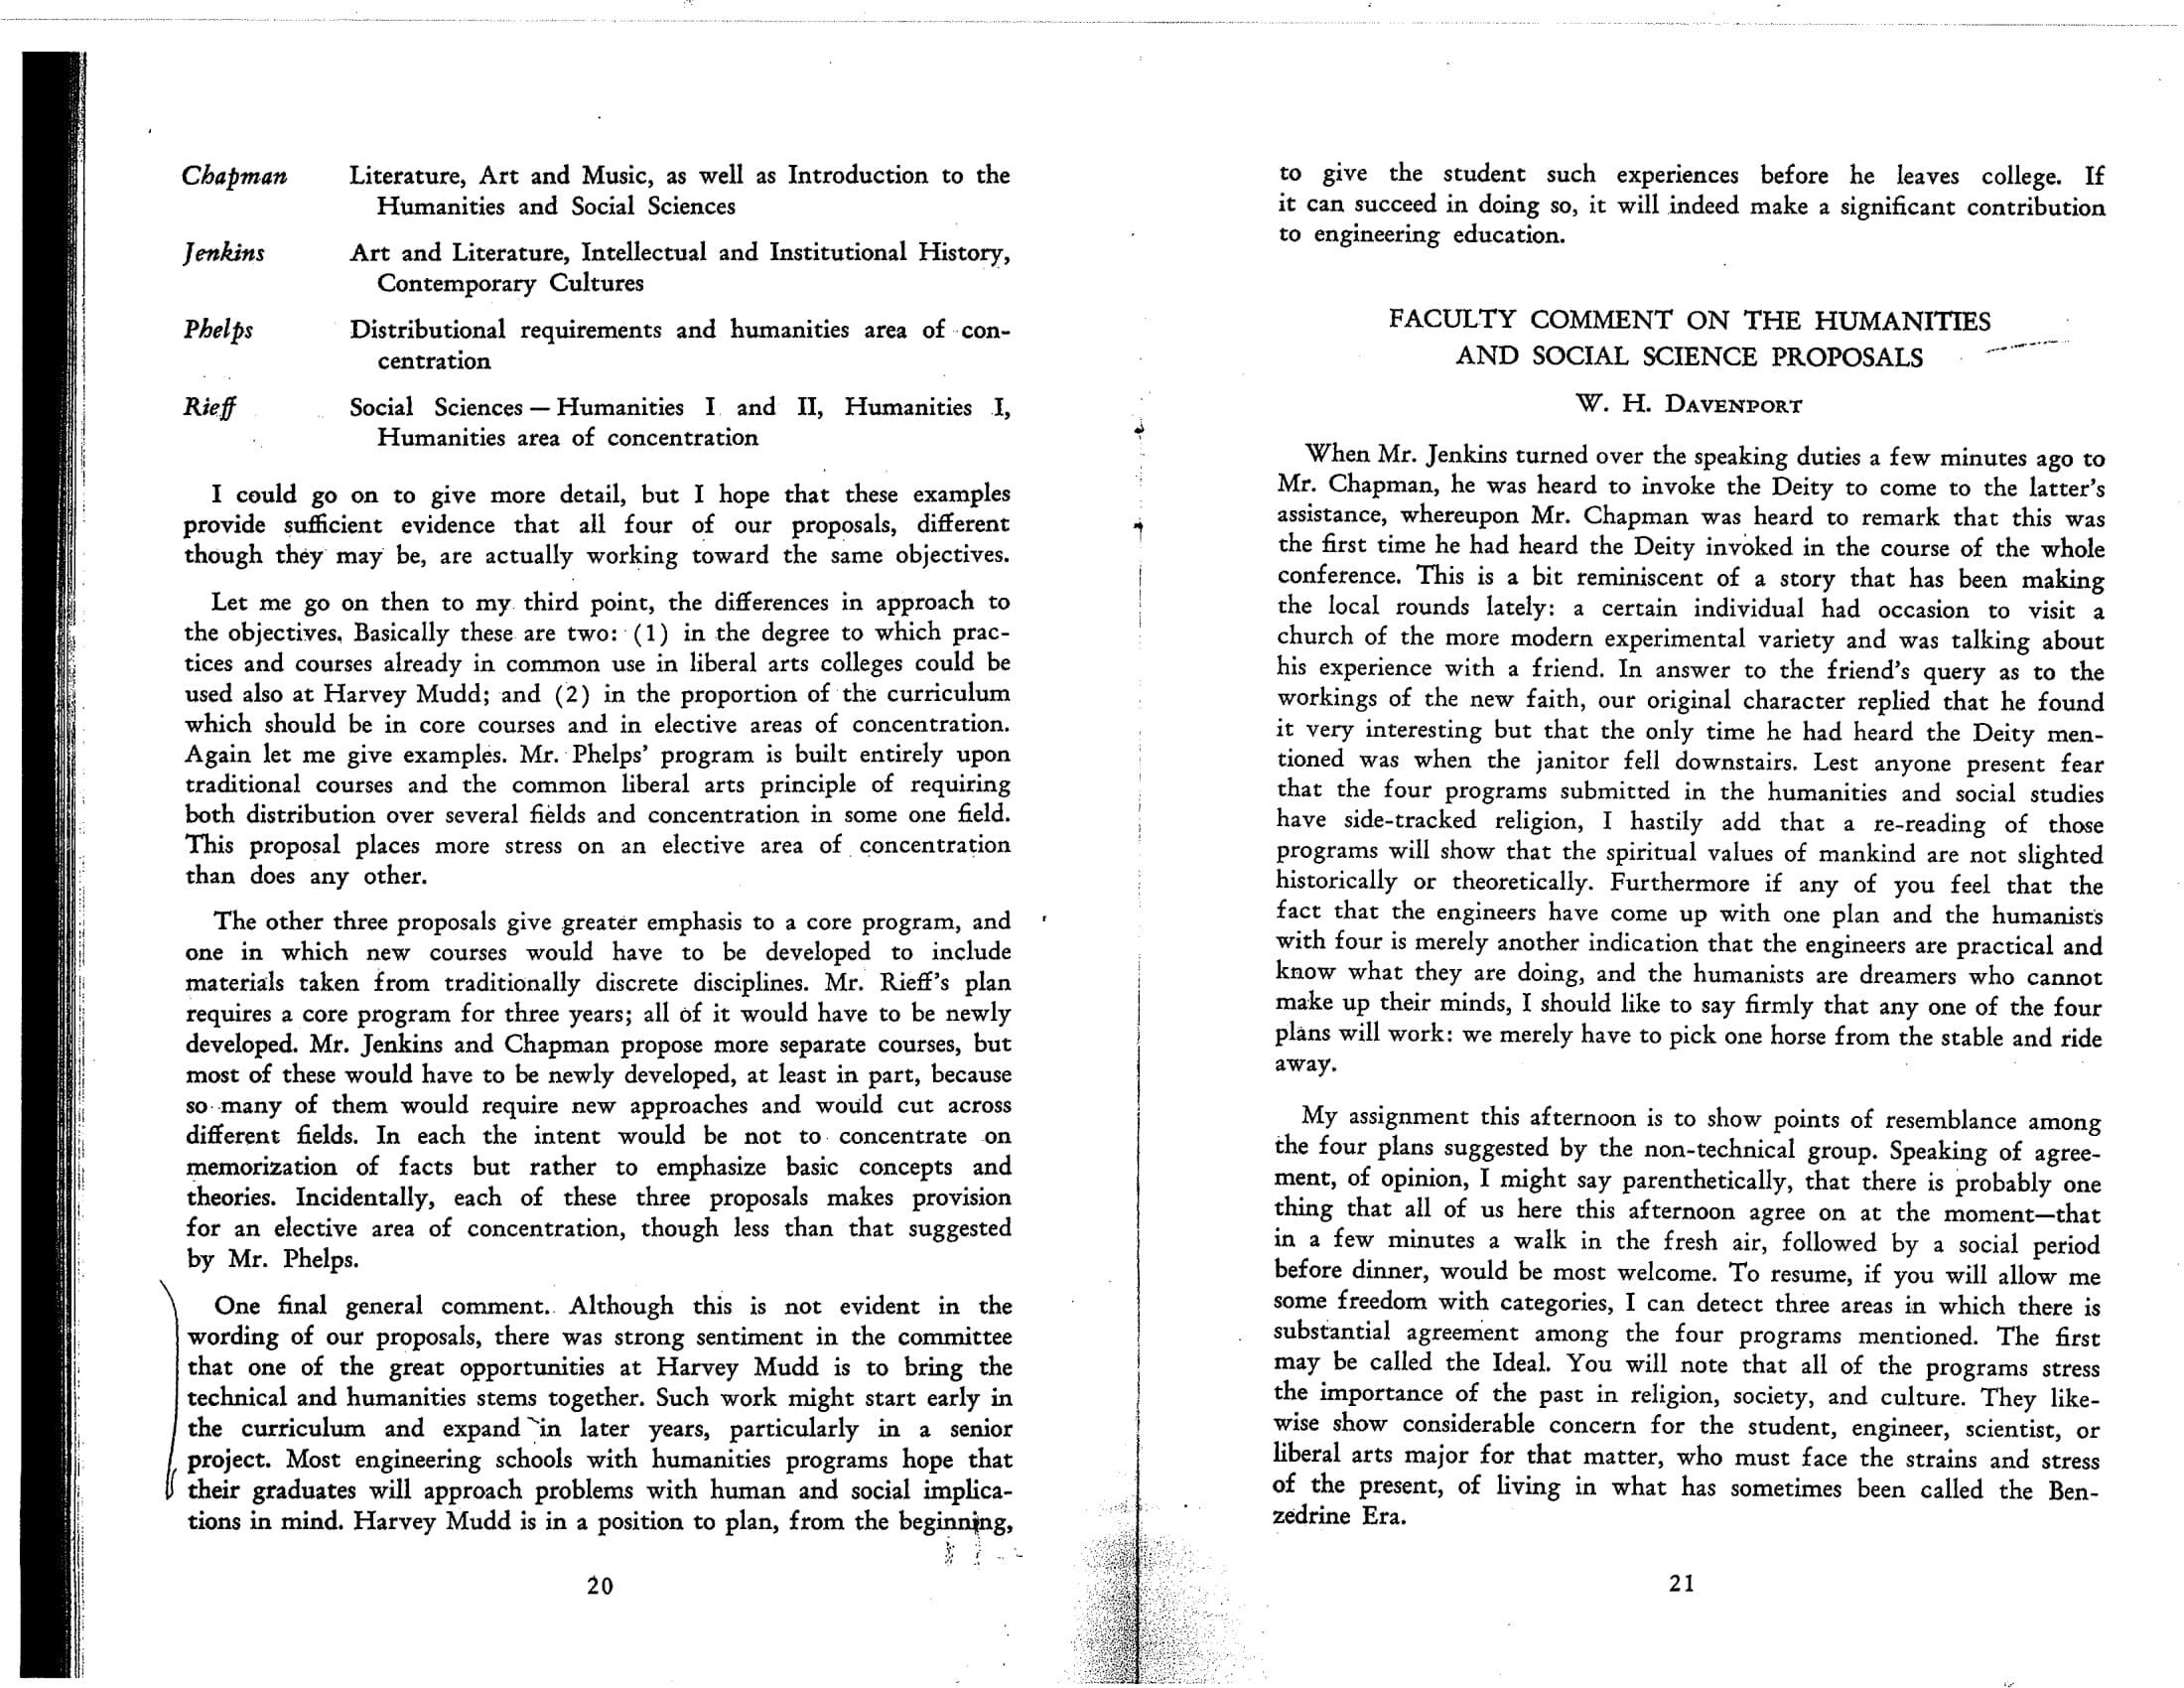 Chapman Literature, Art and Music, as well as Introduction to the
Humanities and Social Sciences
Jenkins Art and Literature, Intellectual and Institutional History,
Contemporary Cultures
Phelps Distributional requirements and humanities area of con-
centration
Rieff Social Sciences — Humanities I and II, Humanities I,
Humanities area of concentration
I could go on to give more detail, but I hope that these examples
provide sufficient evidence that all four of our proposals, different
though they may be, are actually working toward the same objectives.
Let me go on then to my third point, the differences in approach to
the objectives. Basically these are two: (1) in the degree to which prac-
tices and courses already in common use in liberal arts colleges could be
used also at Harvey Mudd; and (2) in the proportion of the curriculum
which should be in core courses and in elective areas of concentration.
Again let me give examples. Mr. Phelps' program is built entirely upon
traditional courses and the common liberal arts principle of requiring
both distribution over several fields and concentration in some one field.
This proposal places more stress on an elective area of concentration
than does any other.
The other three proposals give greater emphasis to a core program, and
one in which new courses would have to be developed to include
materials taken from traditionally discrete disciplines. Mr. Rieff's plan
requires a core program for three years; all of it would have to be newly
developed. Mr. Jenkins and Chapman propose more separate courses, but
most of these would have to be newly developed, at least in part, because
so many of them would require new approaches and would cut across
different fields. In each the intent would be not to concentrate on
memorization of facts but rather to emphasize basic concepts and
theories. Incidentally, each of these three proposals makes provision
for an elective area of concentration, though less than that suggested
by Mr. Phelps.
One final general comment. Although this is not evident in the
wording of our proposals, there was strong sentiment in the committee
that one of the great opportunities at Harvey Mudd is to bring the
technical and humanities stems together. Such work might start early in
the curriculum and expand in later years, particularly in a senior
project. Most engineering schools with humanities programs hope that
their graduates will approach problems with human and social implica-
tions in mind. Harvey Mudd is in a position to plan, from the beginning,
20
to give the student such experiences before he leaves college. If
it can succeed in doing so, it will indeed make a significant contribution
to engineering education.
FACULTY COMMENT ON THE HUMANITIES
AND SOCIAL SCIENCE PROPOSALS
W. H. DAVENPORT
When Mr. Jenkins turned over the speaking duties a few minutes ago to
Mr. Chapman, he was heard to invoke the Deity to come to the latter's
assistance, whereupon Mr. Chapman was heard to remark that this was
the first time he had heard the Deity invoked in the course of the whole
conference. This is a bit reminiscent of a story that has been making
the local rounds lately: a certain individual had occasion to visit a
church of the more modern experimental variety and was talking about
his experience with a friend. In answer to the friend's query as to the
workings of the new faith, our original character replied that he found
it very interesting but that the only time he had heard the Deity men-
tioned was when the janitor fell downstairs. Lest anyone present fear
that the four programs submitted in the humanities and social studies
have side-tracked religion, I hastily add that a re-reading of those
programs will show that the spiritual values of mankind are not slighted
historically or theoretically. Furthermore if any of you feel that the
fact that the engineers have come up with one plan and the humanists
with four is merely another indication that the engineers are practical and
know what they are doing, and the humanists are dreamers who cannot
make up their minds, I should like to say firmly that any one of the four
plans will work: we merely have to pick one horse from the stable and ride
away.
My assignment this afternoon is to show points of resemblance among
the four plans suggested by the non-technical group. Speaking of agree-
ment, of opinion, I might say parenthetically, that there is probably one
thing that all of us here this afternoon agree on at the moment—that
in a few minutes a walk in the fresh air, followed by a social period
before dinner, would be most welcome. To resume, if you will allow me
some freedom with categories, I can detect three areas in which there is
substantial agreement among the four programs mentioned. The first
may be called the Ideal. You will note that all of the programs stress
the importance of the past in religion, society, and culture. They like-
wise show considerable concern for the student, engineer, scientist, or
liberal arts major for that matter, who must face the strains and stress
of the present, of living in what has sometimes been called the Ben-
zedrine Era.
21